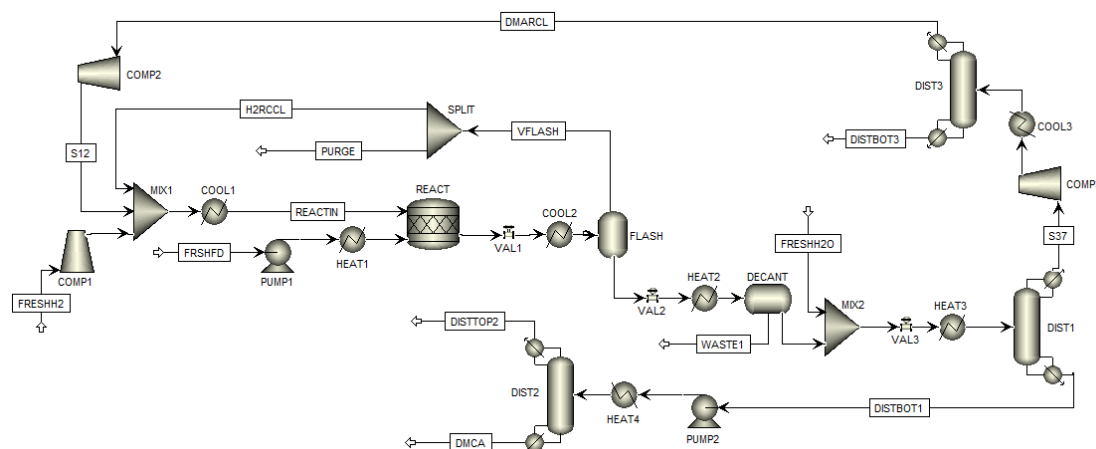 DMARCL
COMP2
DIST3
H2RCCL
SPLIT
VFLASH
COOL3
DISTBOT3
PURGE
S12
MIX1
COOL1
REACT
COMP
REACTIN
COOL2
FLASH
S37
FRSHFD
VAL1
FRESHH2O
HEAT1
PUMP1
COMP1
HEAT2
DECANT
MIX2
HEAT3
FRESHH2
VAL2
DIST1
DISTTOP2
VAL3
WASTE1
DIST2
DISTBOT1
HEAT4
PUMP2
DMCA